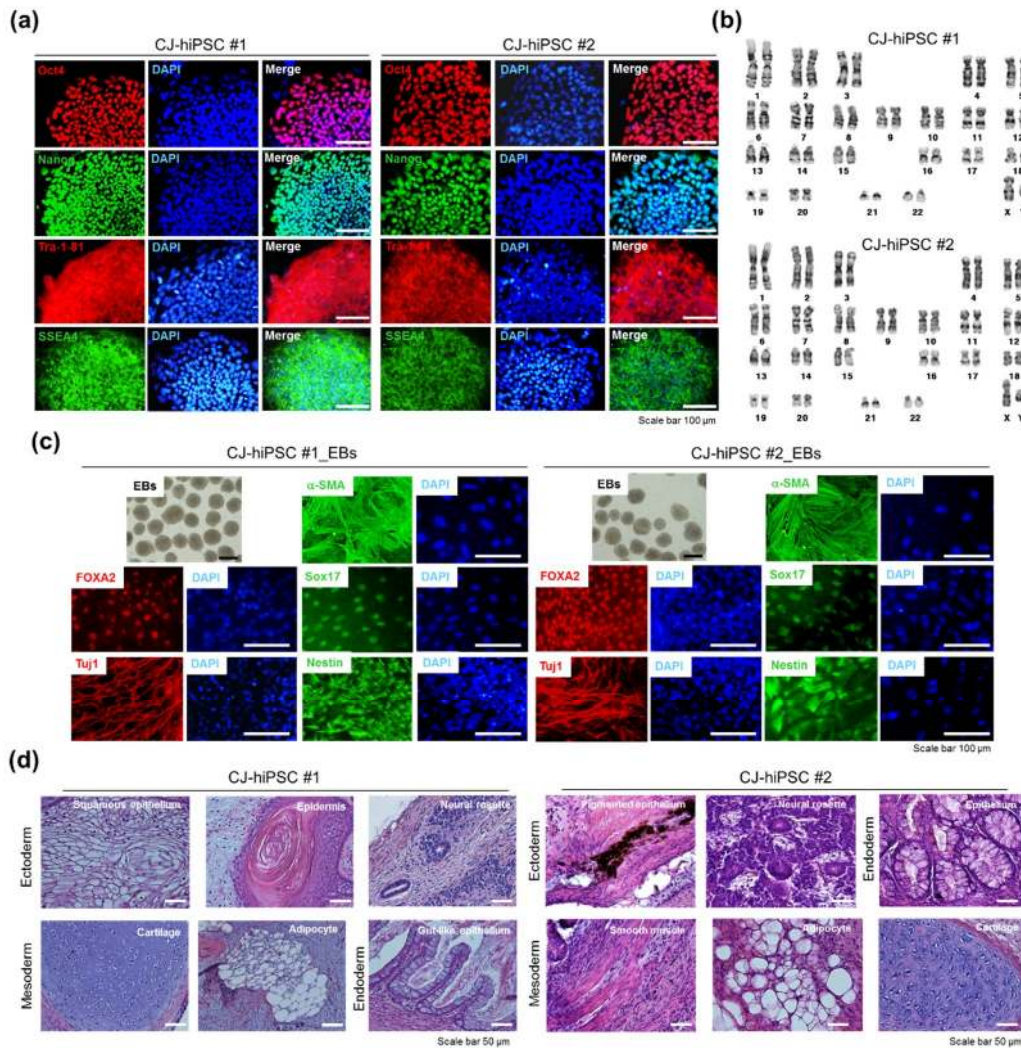 (a)
CJ-hiPSC #1
CJ-hiPSC #2
Oct4 DAPI Merge Oct4 DAPI Merge
Nanog DAPI Merge Nanog DAPI Merge
Tra-1-81 DAPI Merge Tra-1-81 DAPI Merge
SSEA4 DAPI Merge SSEA4 DAPI Merge
Scale bar 100 µm
(b)
CJ-hiPSC #1
1 2 3 4 5
6 7 8 9 10 11 12
13 14 15 16 17 18
19 20 21 22 X
CJ-hiPSC #2
1 2 3 4 5
6 7 8 9 10 11 12
13 14 15 16 17 18
19 20 21 22 X Y
(c)
CJ-hiPSC #1_EBs
CJ-hiPSC #2_EBs
EBs α-SMA DAPI EBs α-SMA DAPI
FOXA2 DAPI Sox17 DAPI FOXA2 DAPI Sox17 DAPI
Tuj1 DAPI Nestin DAPI Tuj1 DAPI Nestin DAPI
Scale bar 100 µm
(d)
CJ-hiPSC #1
CJ-hiPSC #2
Ectoderm Squamous epithelium Epidermis Neural rosette
Ectoderm Pigmented epithelium Neural rosette Endoderm Epithelium
Mesoderm Cartilage Adipocyte Endoderm Gut-like epithelium
Mesoderm Smooth muscle Adipocyte Cartilage
Scale bar 50 µm
Scale bar 50 µm